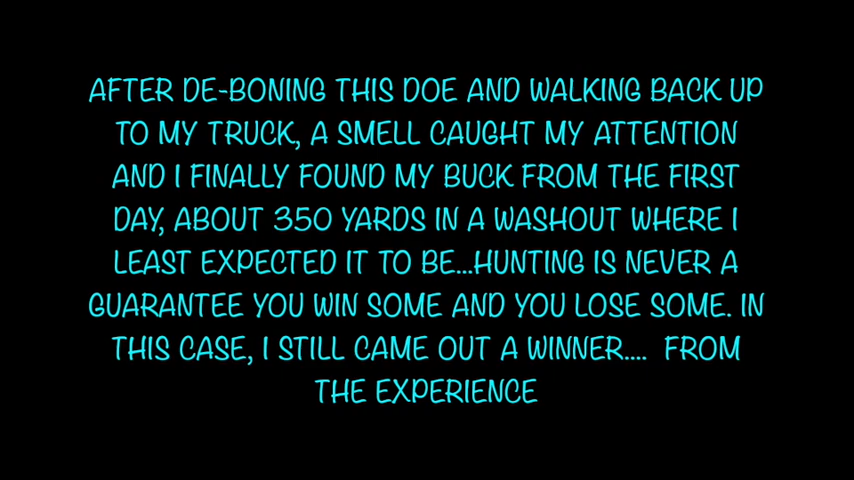 AFTER DE-BONING THIS DOE AND WALKING BACK UP
TO MY TRUCK, A SMELL CAUGHT MY ATTENTION
AND I FINALLY FOUND MY BUCK FROM THE FIRST
DAY, ABOUT 350 YARDS IN A WASHOUT WHERE I
LEAST EXPECTED IT TO BE...HUNTING IS NEVER A
GUARANTEE YOU WIN SOME AND YOU LOSE SOME. IN
THIS CASE, I STILL CAME OUT A WINNER....  FROM
THE EXPERIENCE